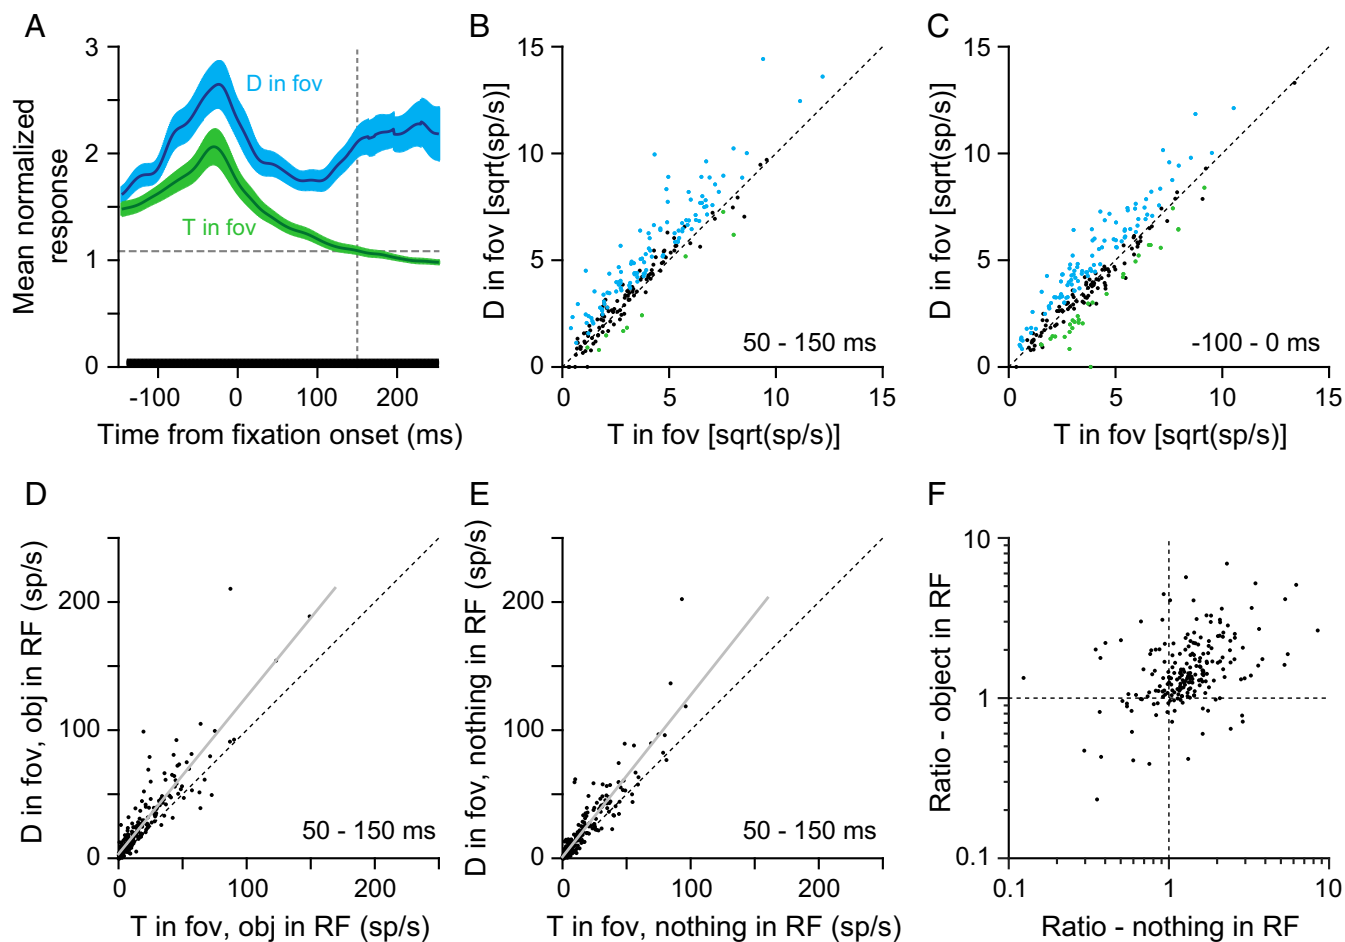 A
Mean normalized
response
3
2
1
0
D in fov
T in fov
-100
0
100
200
Time from fixation onset (ms)
B
D in fov [sqrt(sp/s)]
15
10
5
0
50 - 150 ms
0
5
10
15
T in fov [sqrt(sp/s)]
C
D in fov [sqrt(sp/s)]
15
10
5
0
-100 - 0 ms
0
5
10
15
T in fov [sqrt(sp/s)]
D
D in fov, obj in RF (sp/s)
200
100
0
50 - 150 ms
0
100
200
T in fov, obj in RF (sp/s)
E
D in fov, nothing in RF (sp/s)
200
100
0
50 - 150 ms
0
100
200
T in fov, nothing in RF (sp/s)
F
Ratio - object in RF
10
1
0.1
0.1
1
10
Ratio - nothing in RF